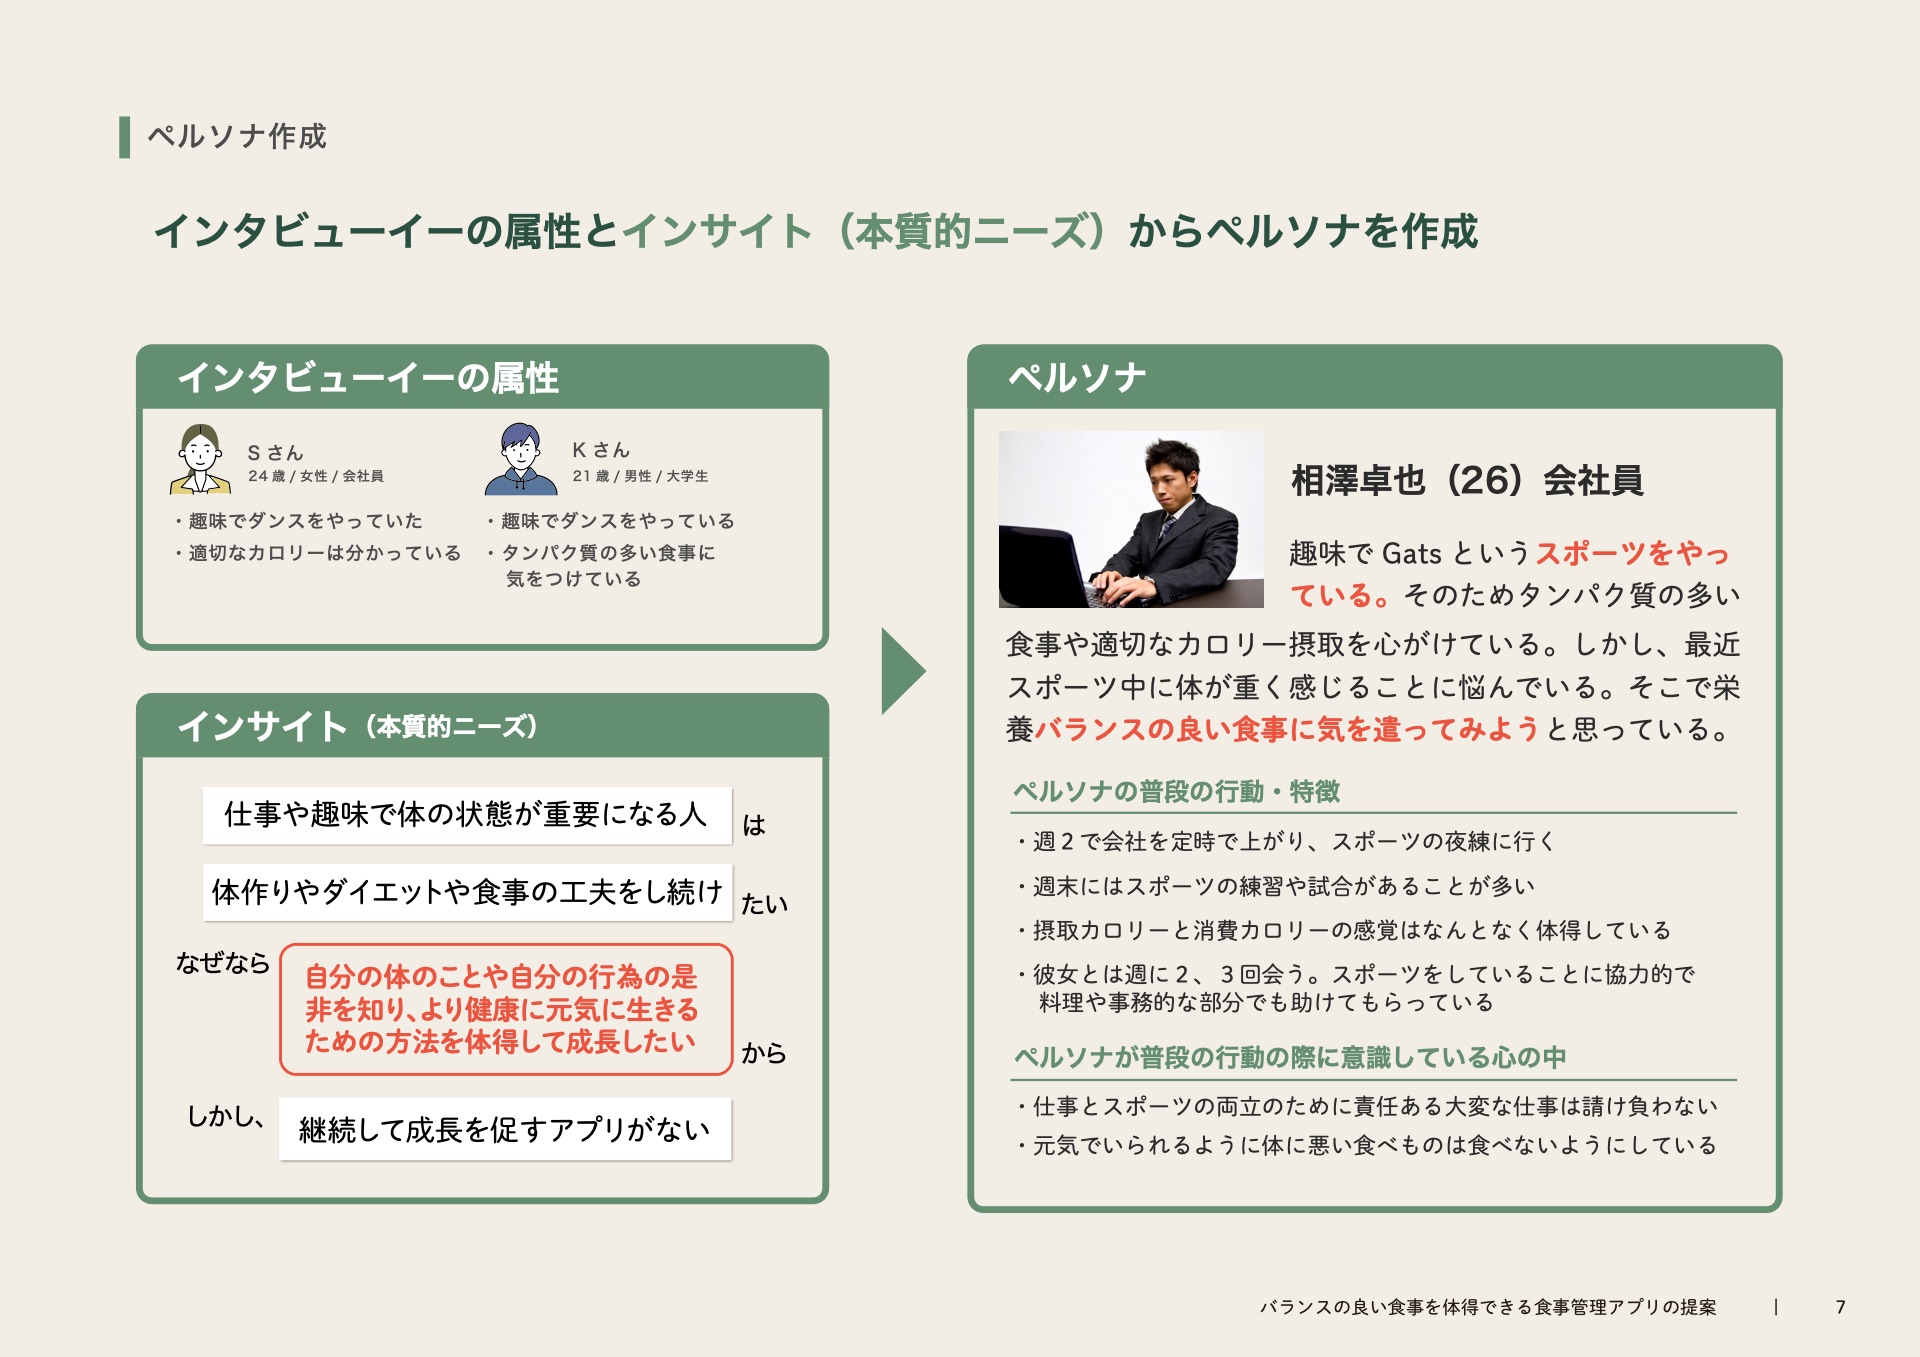 ペルソナ作成
インタビューイーの属性とインサイト（本質的ニーズ）からペルソナを作成
インタビューイーの属性
S さん
24 歳 / 女性 / 会社員
・趣味でダンスをやっていた
・適切なカロリーは分かっている
K さん
21 歳 / 男性 / 大学生
・趣味でダンスをやっている
・タンパク質の多い食事に
気をつけている
インサイト（本質的ニーズ）
仕事や趣味で体の状態が重要になる人 は
体作りやダイエットや食事の工夫をし続け たい
なぜなら
自分の体のことや自分の行為の是
非を知り、より健康に元気に生きる
ための方法を体得して成長したい
から
しかし、 継続して成長を促すアプリがない
ペルソナ
相澤卓也（26）会社員
趣味で Gats というスポーツをやっ
ている。そのためタンパク質の多い
食事や適切なカロリー摂取を心がけている。しかし、最近
スポーツ中に体が重く感じることに悩んでいる。そこで栄
養バランスの良い食事に気を遣ってみようと思っている。
ペルソナの普段の行動・特徴
・週２で会社を定時で上がり、スポーツの夜練に行く
・週末にはスポーツの練習や試合があることが多い
・摂取カロリーと消費カロリーの感覚はなんとなく体得している
・彼女とは週に２、３回会う。スポーツをしていることに協力的で
料理や事務的な部分でも助けてもらっている
ペルソナが普段の行動の際に意識している心の中
・仕事とスポーツの両立のために責任ある大変な仕事は請け負わない
・元気でいられるように体に悪い食べものは食べないようにしている
バランスの良い食事を体得できる食事管理アプリの提案 | 7